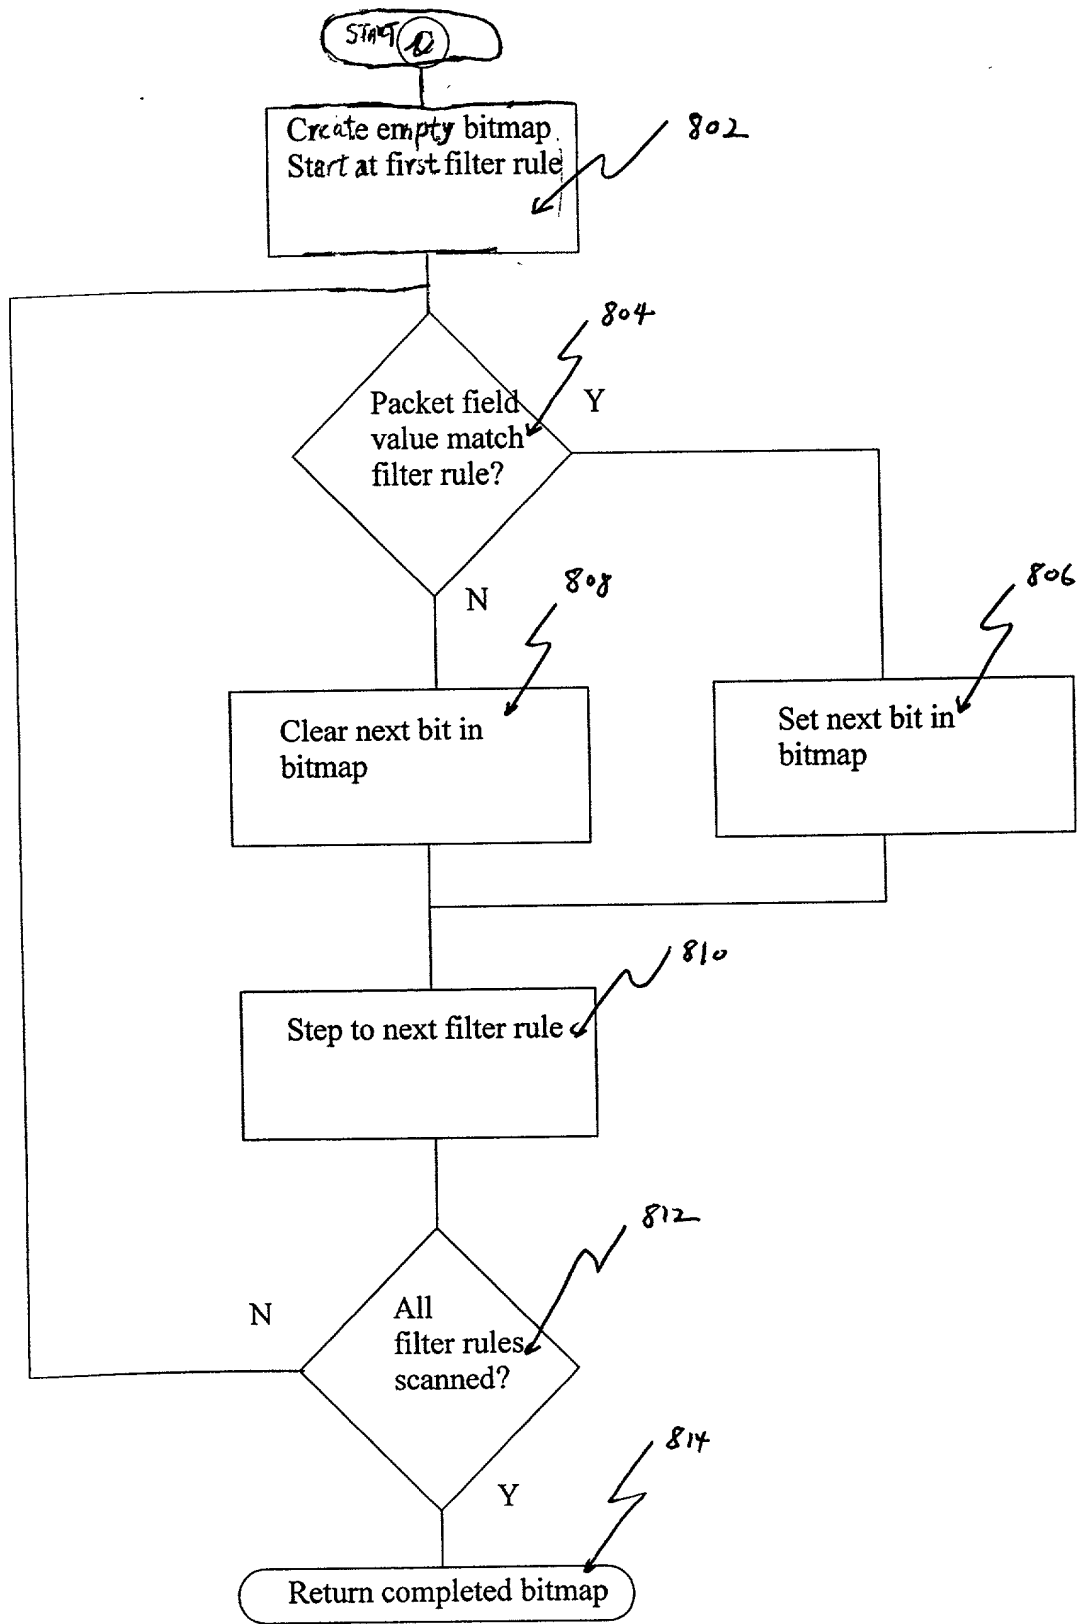 START
Create empty bitmap
Start at first filter rule
802
804
Packet field
value match
filter rule?
Y
N
808
806
Clear next bit in
bitmap
Set next bit in
bitmap
810
Step to next filter rule
812
N
All
filter rules
scanned?
814
Y
Return completed bitmap